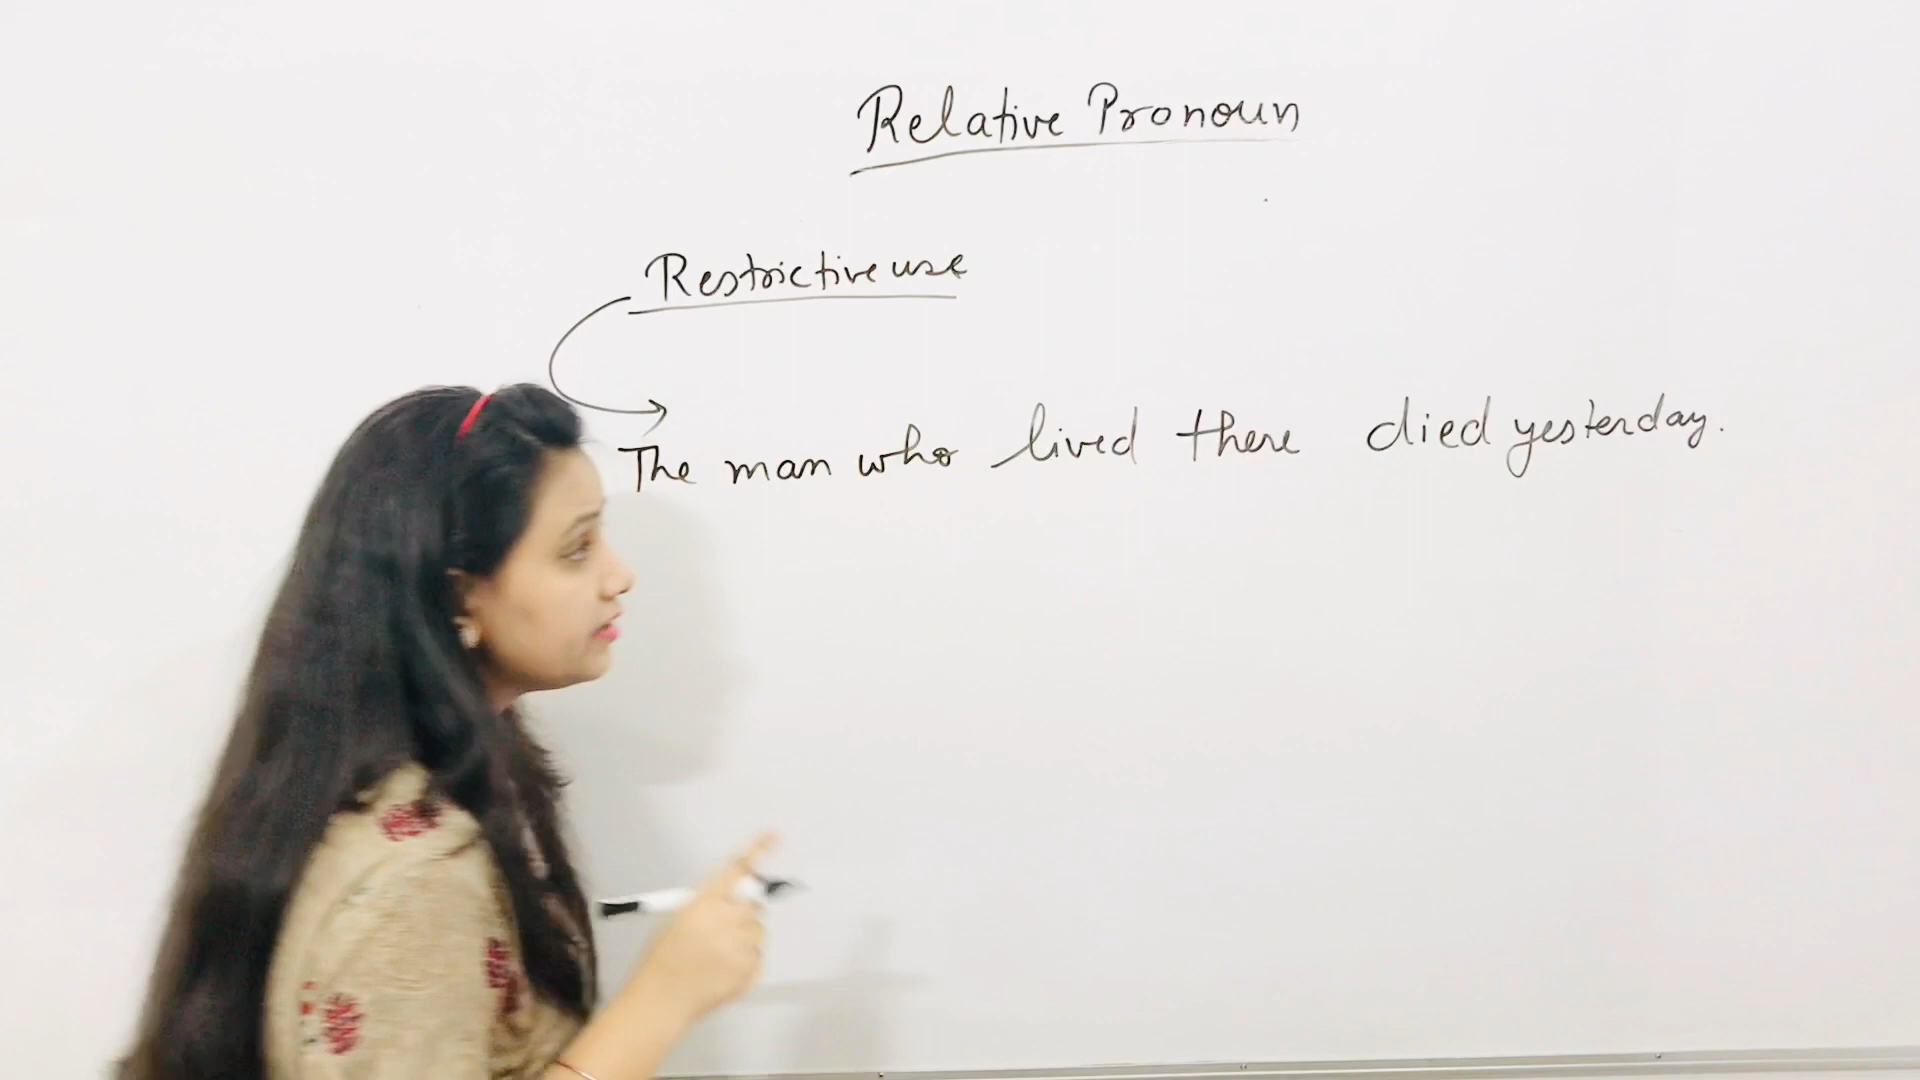 Relative Pronoun
Restrictive use
The man who lived there died yesterday.